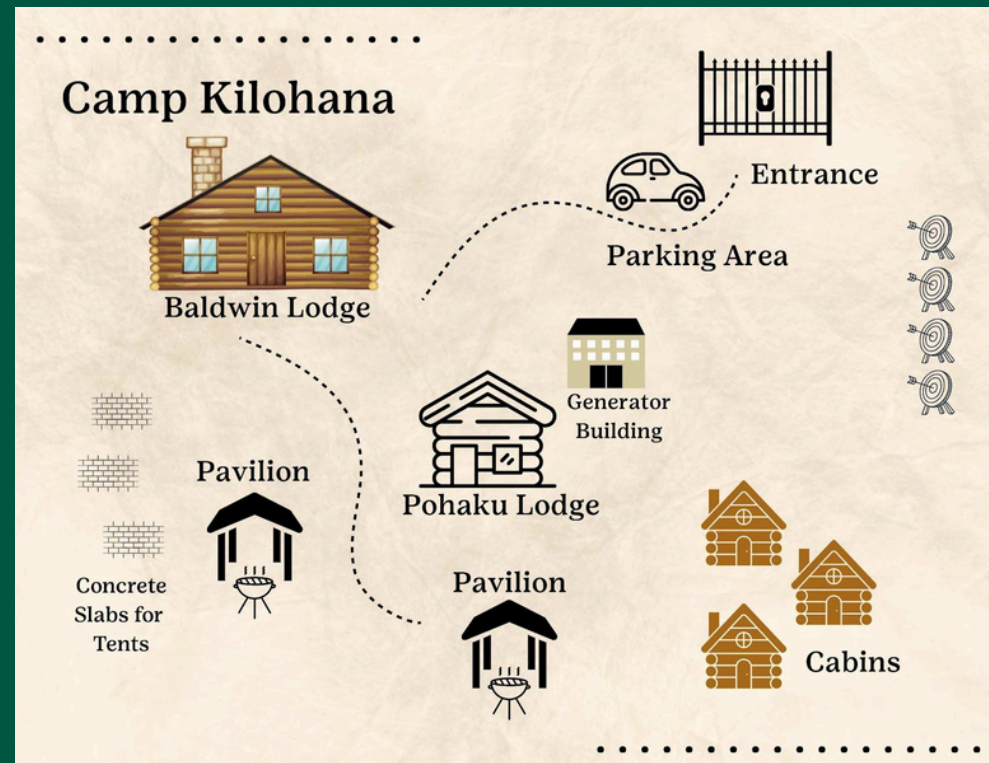 Camp Kilohana
Entrance
Parking Area
Baldwin Lodge
Generator
Building
Pavilion
Pohaku Lodge
Concrete
Slabs for
Tents
Pavilion
Cabins